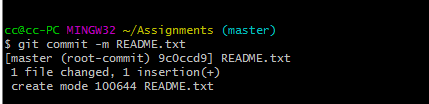 cc@cc-PC MINGW32 ~/Assignments (master)
$ git commit -m README.txt
[master (root-commit) 9c0ccd9] README.txt
1 file changed, 1 insertion(+)
create mode 100644 README.txt